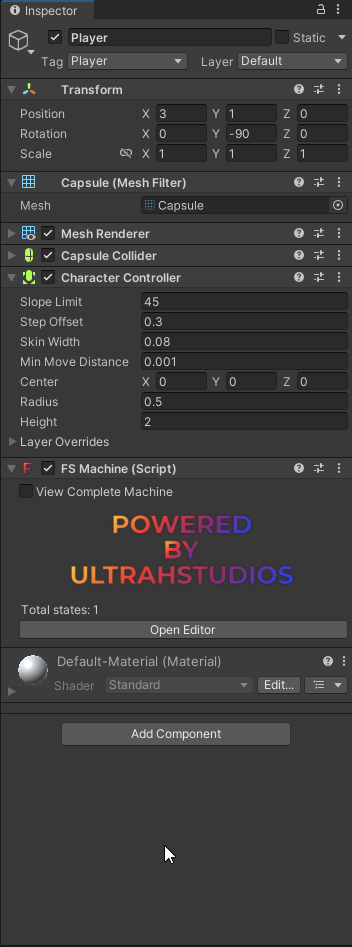 Inspector
Player Static
Tag Player Layer Default
Transform
Position X 3 Y 1 Z 0
Rotation X 0 Y -90 Z 0
Scale X 1 Y 1 Z 1
Capsule (Mesh Filter)
Mesh Capsule
Mesh Renderer
Capsule Collider
Character Controller
Slope Limit 45
Step Offset 0.3
Skin Width 0.08
Min Move Distance 0.001
Center X 0 Y 0 Z 0
Radius 0.5
Height 2
Layer Overrides
F FS Machine (Script)
View Complete Machine
POWERED
BY
ULTRAHSTUDIOS
Total states: 1
Open Editor
Default-Material (Material)
Shader Standard Edit...
Add Component